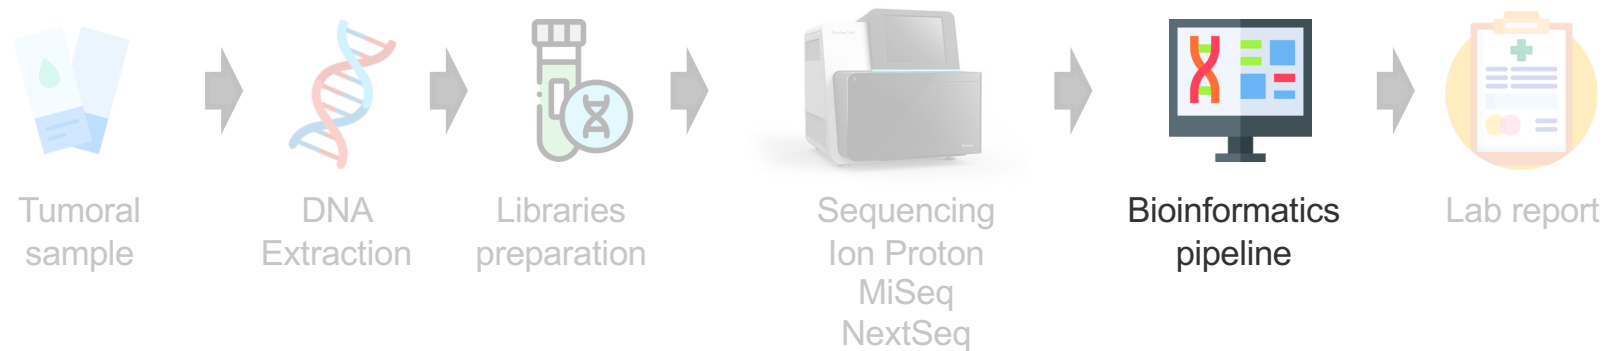 Tumoral
sample
DNA
Extraction
Libraries
preparation
Sequencing
Ion Proton
MiSeq
NextSeq
Bioinformatics
pipeline
Lab report